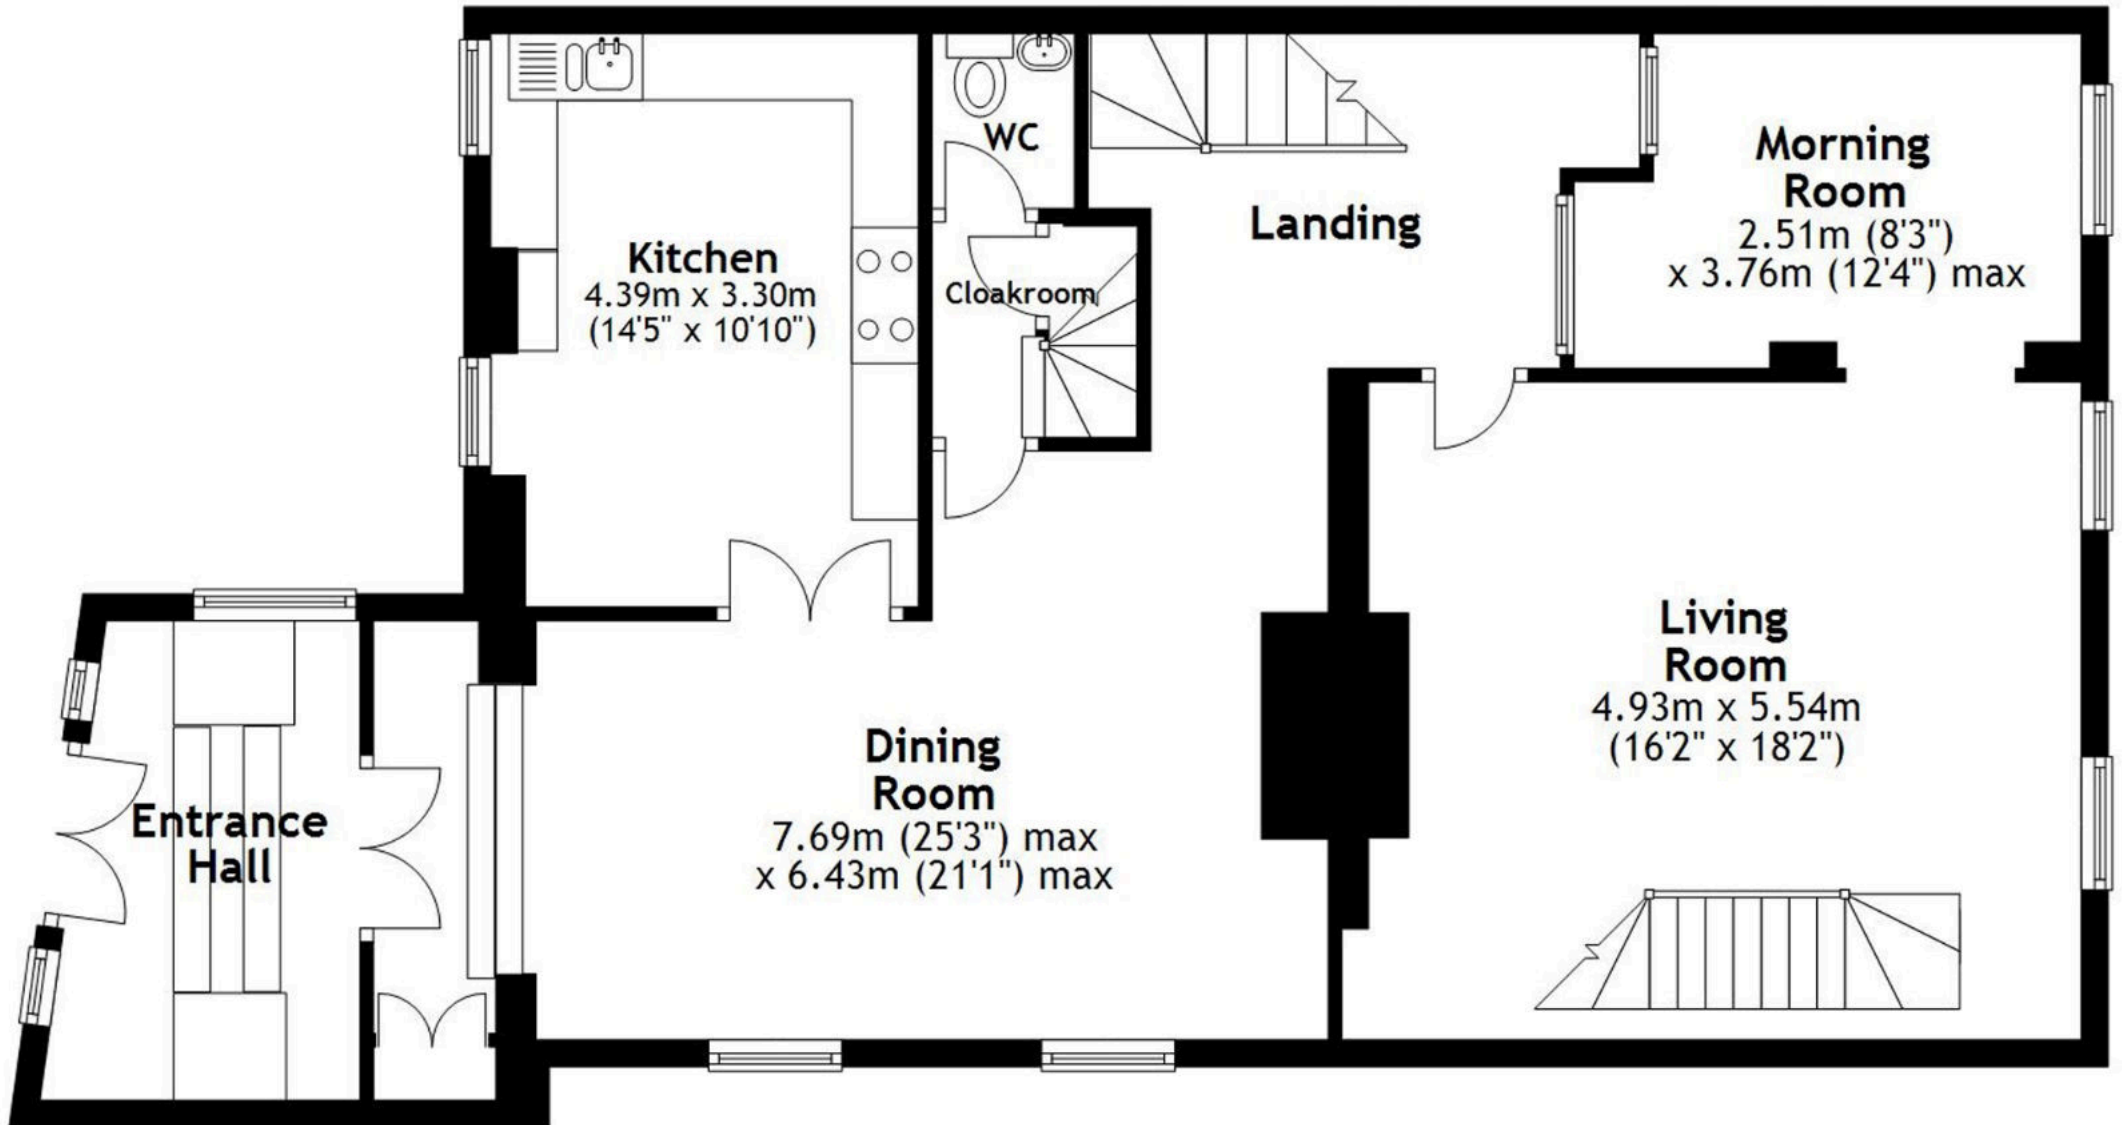 WC
Morning
Room
2.51m (8'3")
x 3.76m (12'4") max
Landing
Kitchen
4.39m x 3.30m
(14'5" x 10'10")
Cloakroom
Living
Room
4.93m x 5.54m
(16'2" x 18'2")
Dining
Room
7.69m (25'3") max
x 6.43m (21'1") max
Entrance
Hall